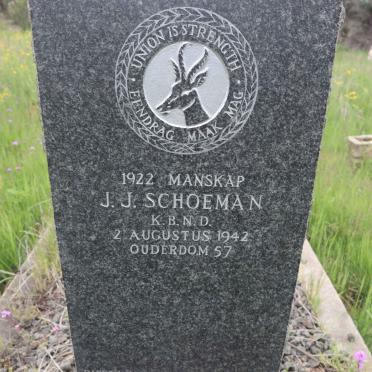 UNION IS STRENGTH
EENDRAG MAAK MAG
1922 MANSKAP
J. J. SCHOEMAN
K. B. N. D.
2 AUGUSTUS 1942
OUDERDOM 57